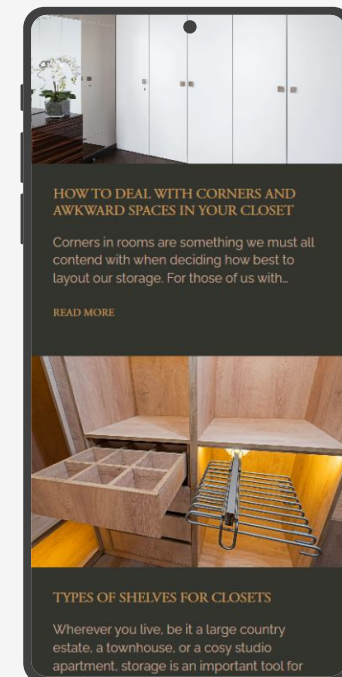 HOW TO DEAL WITH CORNERS AND
AWKWARD SPACES IN YOUR CLOSET
Corners in rooms are something we must all
contend with when deciding how best to
layout our storage. For those of us with...
READ MORE
TYPES OF SHELVES FOR CLOSETS
Wherever you live, be it a large country
estate, a townhouse, or a cosy studio
apartment, storage is an important tool for